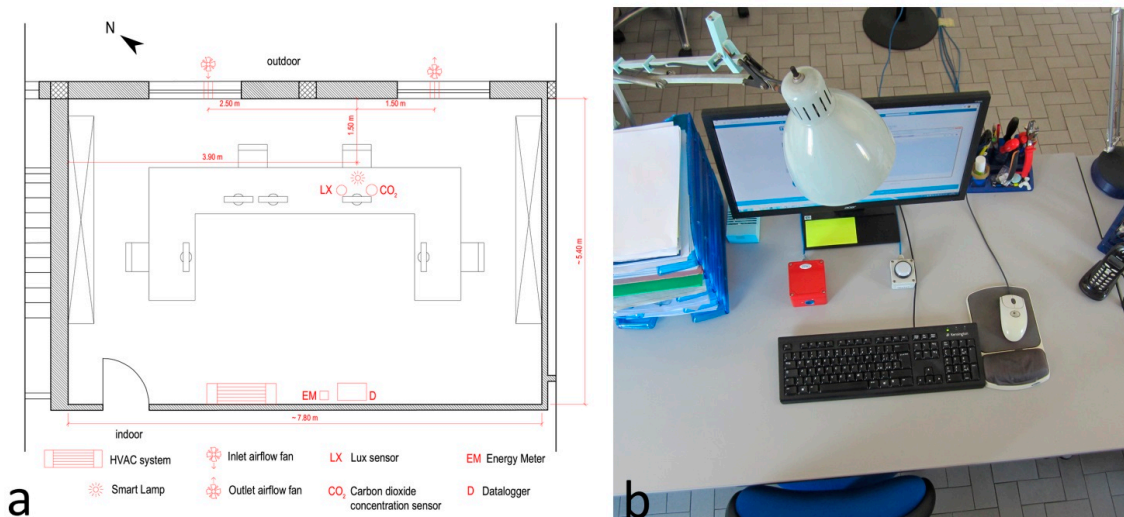 N
outdoor
2.50 m
1.50 m
1.50 m
3.90 m
LX
CO2
~ 5.40 m
EM
D
~ 7.80 m
indoor
HVAC system
Inlet airflow fan
LX Lux sensor
EM Energy Meter
Smart Lamp
Outlet airflow fan
CO2 Carbon dioxide
concentration sensor
D Datalogger
a
b
Kensington